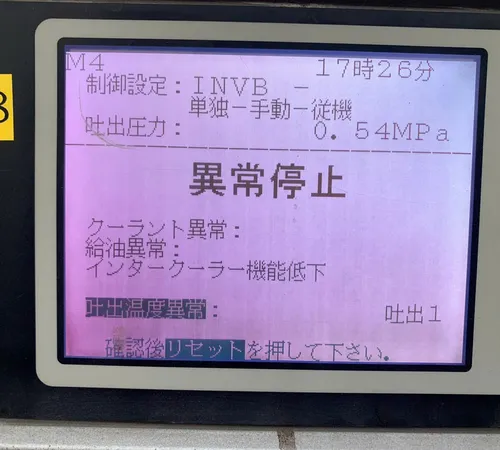 M4 17時26分
制御設定:INVB -
単独-手動-従機
吐出圧力: 0.54MPa
異常停止
クーラント異常:
給油異常:
インタークーラー機能低下
吐出温度異常: 吐出1
確認後リセットを押して下さい.